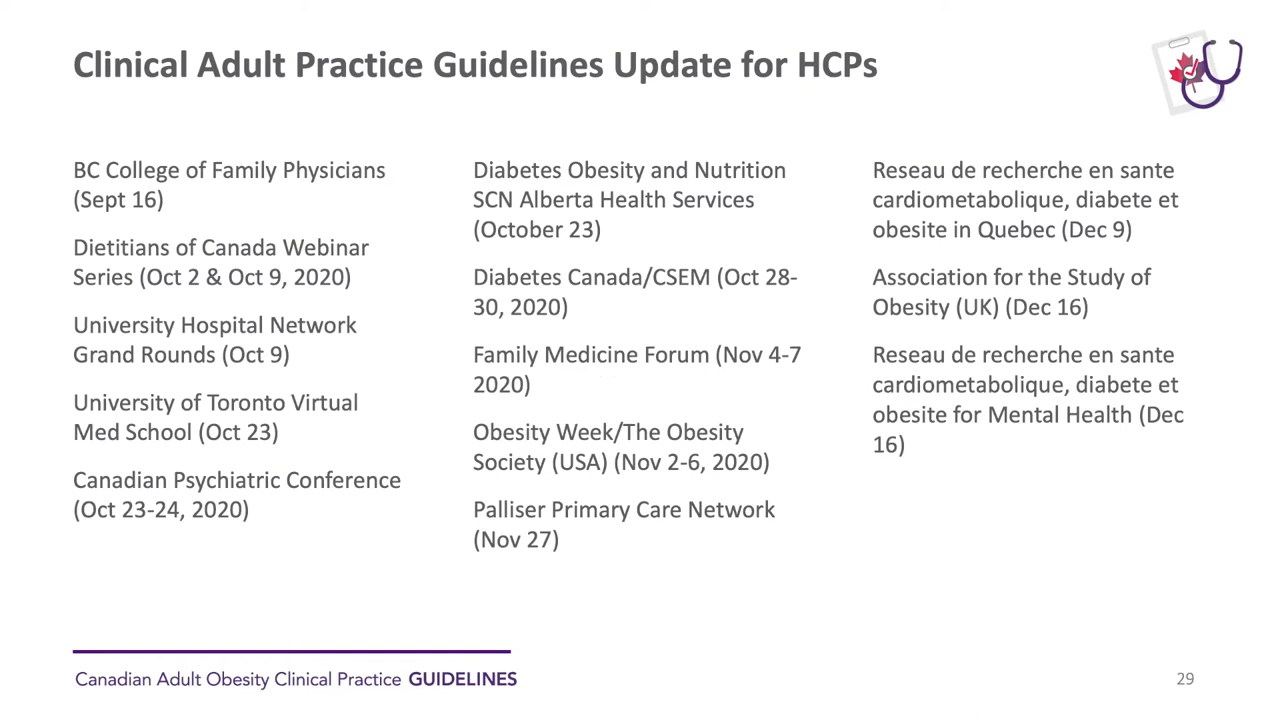 Clinical Adult Practice Guidelines Update for HCPs
BC College of Family Physicians
(Sept 16)
Dietitians of Canada Webinar
Series (Oct 2 & Oct 9, 2020)
University Hospital Network
Grand Rounds (Oct 9)
University of Toronto Virtual
Med School (Oct 23)
Canadian Psychiatric Conference
(Oct 23-24, 2020)
Diabetes Obesity and Nutrition
SCN Alberta Health Services
(October 23)
Diabetes Canada/CSEM (Oct 28-
30, 2020)
Family Medicine Forum (Nov 4-7
2020)
Obesity Week/The Obesity
Society (USA) (Nov 2-6, 2020)
Palliser Primary Care Network
(Nov 27)
Reseau de recherche en sante
cardiometabolique, diabete et
obesite in Quebec (Dec 9)
Association for the Study of
Obesity (UK) (Dec 16)
Reseau de recherche en sante
cardiometabolique, diabete et
obesite for Mental Health (Dec
16)
Canadian Adult Obesity Clinical Practice GUIDELINES
29